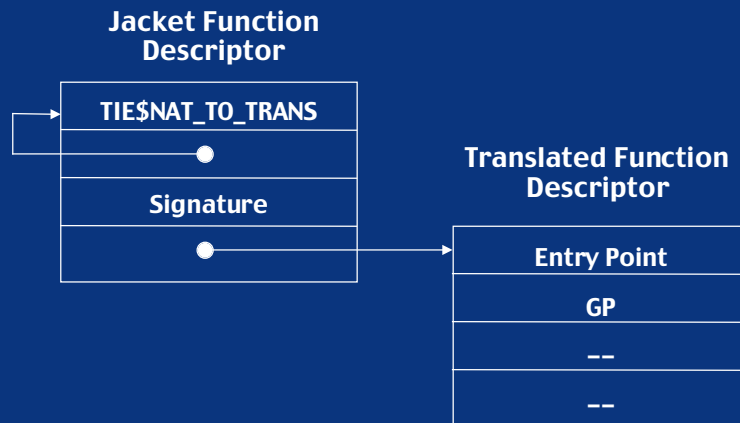 Jacket Function
Descriptor
TIE$NAT_TO_TRANS
Signature
Translated Function
Descriptor
Entry Point
GP
--
--